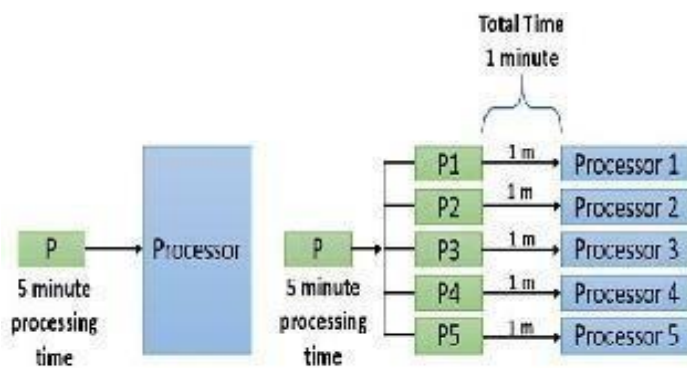 Total Time
1 minute
P
Processor
5 minute
processing
time
P
5 minute
processing
time
P1
1 m
Processor 1
P2
1 m
Processor 2
P3
1 m
Processor 3
P4
1 m
Processor 4
P5
1 m
Processor 5